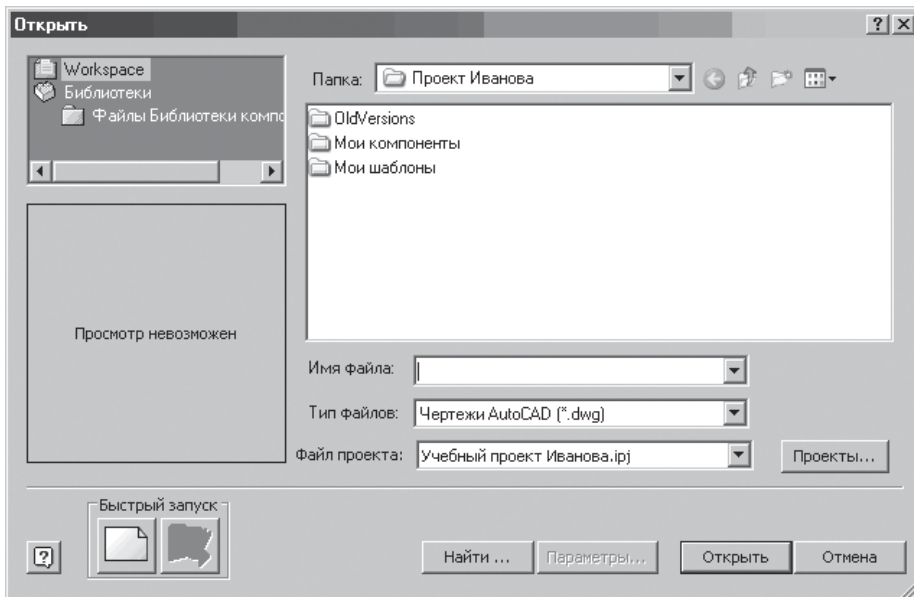 Открыть
Workspace
Библиотеки
Файлы Библиотеки компо
Папка: Проект Иванова
OldVersions
Мои компоненты
Мои шаблоны
Просмотр невозможен
Имя файла:
Тип файлов: Чертежи AutoCAD (*.dwg)
Файл проекта: Учебный проект Иванова.ipj
Проекты...
Быстрый запуск
Найти ...
Параметры...
Открыть
Отмена